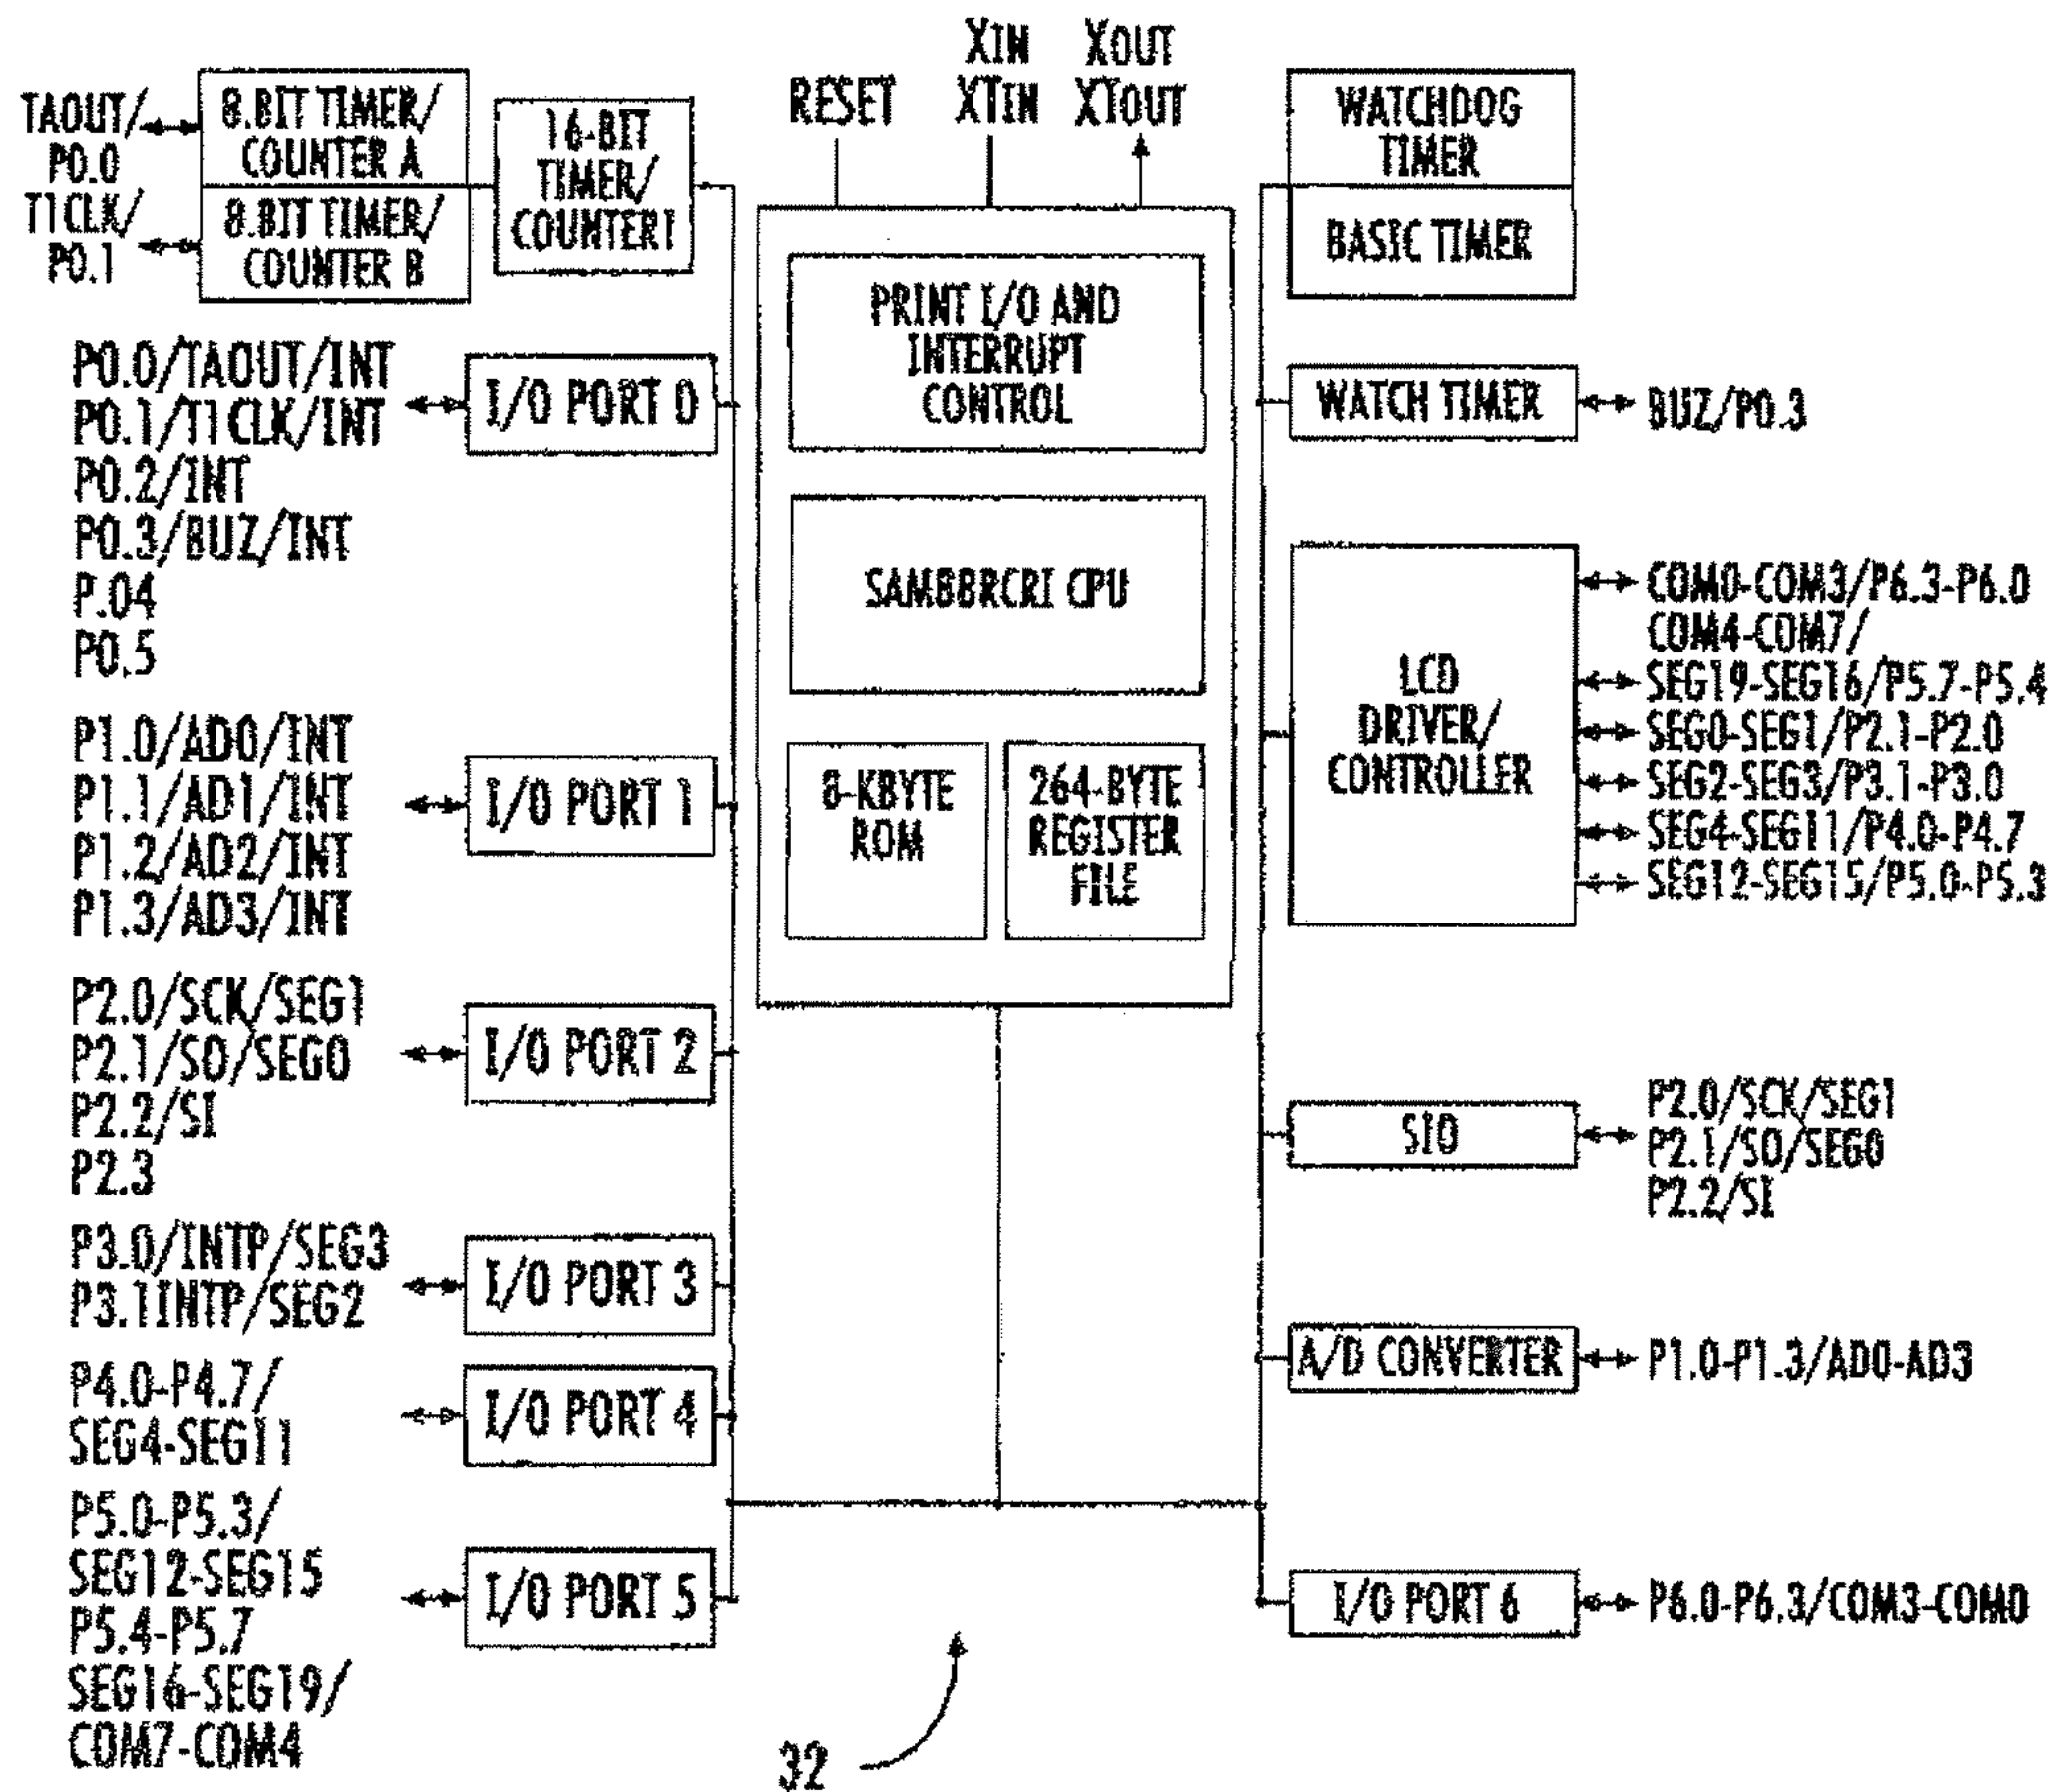 TAOUT/
P0.0
T1CLK/
P0.1
8.BIT TIMER/
COUNTER A
8.BIT TIMER/
COUNTER B
16-BIT
TIMER/
COUNTER1
RESET
XIN
XTIN
XOUT
XTOUT
WATCHDOG
TIMER
BASIC TIMER
PRINT I/O AND
INTERRUPT
CONTROL
SAM88RCRI CPU
8-KBYTE
ROM
264-BYTE
REGISTER
FILE
P0.0/TAOUT/INT
P0.1/T1CLK/INT
P0.2/INT
P0.3/BUZ/INT
P.04
P0.5
I/O PORT 0
P1.0/AD0/INT
P1.1/AD1/INT
P1.2/AD2/INT
P1.3/AD3/INT
I/O PORT 1
P2.0/SCK/SEG1
P2.1/SO/SEG0
P2.2/SI
P2.3
I/O PORT 2
P3.0/INTP/SEG3
P3.1INTP/SEG2
I/O PORT 3
P4.0-P4.7/
SEG4-SEG11
I/O PORT 4
P5.0-P5.3/
SEG12-SEG15
P5.4-P5.7
SEG16-SEG19/
COM7-COM4
I/O PORT 5
WATCH TIMER
BUZ/P0.3
LCD
DRIVER/
CONTROLLER
COM0-COM3/P6.3-P6.0
COM4-COM7/
SEG19-SEG16/P5.7-P5.4
SEG0-SEG1/P2.1-P2.0
SEG2-SEG3/P3.1-P3.0
SEG4-SEG11/P4.0-P4.7
SEG12-SEG15/P5.0-P5.3
SIO
P2.0/SCK/SEG1
P2.1/SO/SEG0
P2.2/SI
A/D CONVERTER
P1.0-P1.3/AD0-AD3
I/O PORT 6
P6.0-P6.3/COM3-COM0
32